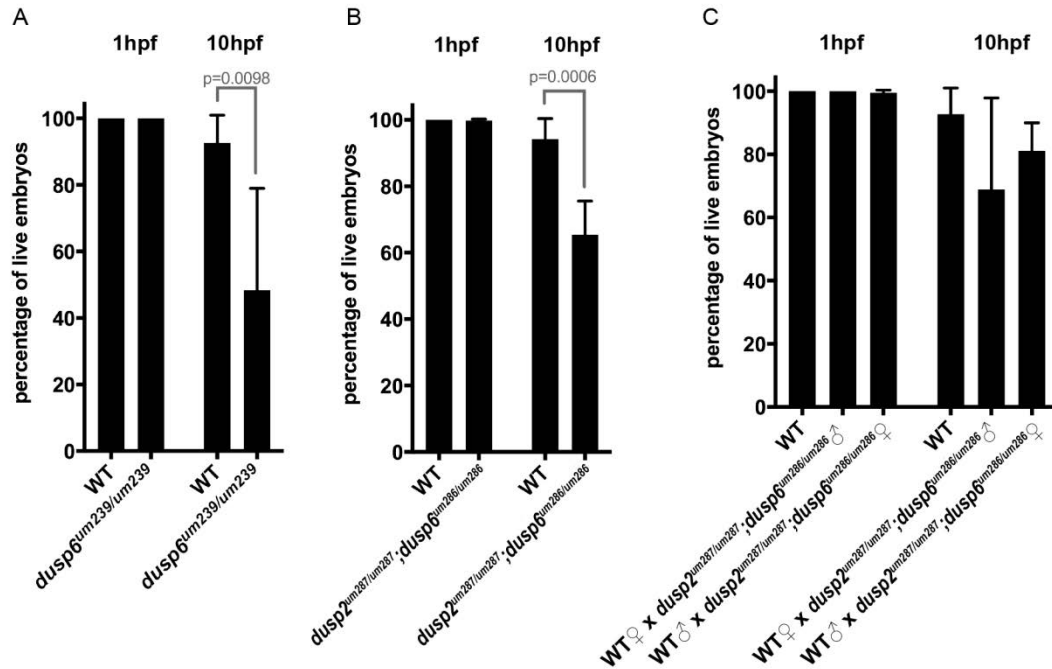 A
1hpf 10hpf
p=0.0098
percentage of live embryos
100
80
60
40
20
0
WT
dusp6um239/um239
WT
dusp6um239/um239
B
1hpf 10hpf
p=0.0006
percentage of live embryos
100
80
60
40
20
0
WT
dusp2um287/um287;dusp6um286/um286
WT
dusp2um287/um287;dusp6um286/um286
C
1hpf 10hpf
percentage of live embryos
100
80
60
40
20
0
WT
WT♀ x dusp2um287/um287;dusp6um286/um286♂
WT♂ x dusp2um287/um287;dusp6um286/um286♀
WT
WT♀ x dusp2um287/um287;dusp6um286/um286♂
WT♂ x dusp2um287/um287;dusp6um286/um286♀